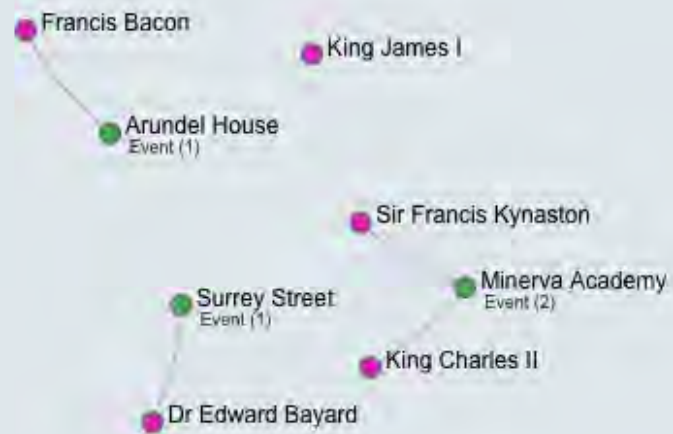 Francis Bacon
King James I
Arundel House
Event (1)
Sir Francis Kynaston
Minerva Academy
Event (2)
Surrey Street
Event (1)
King Charles II
Dr Edward Bayard